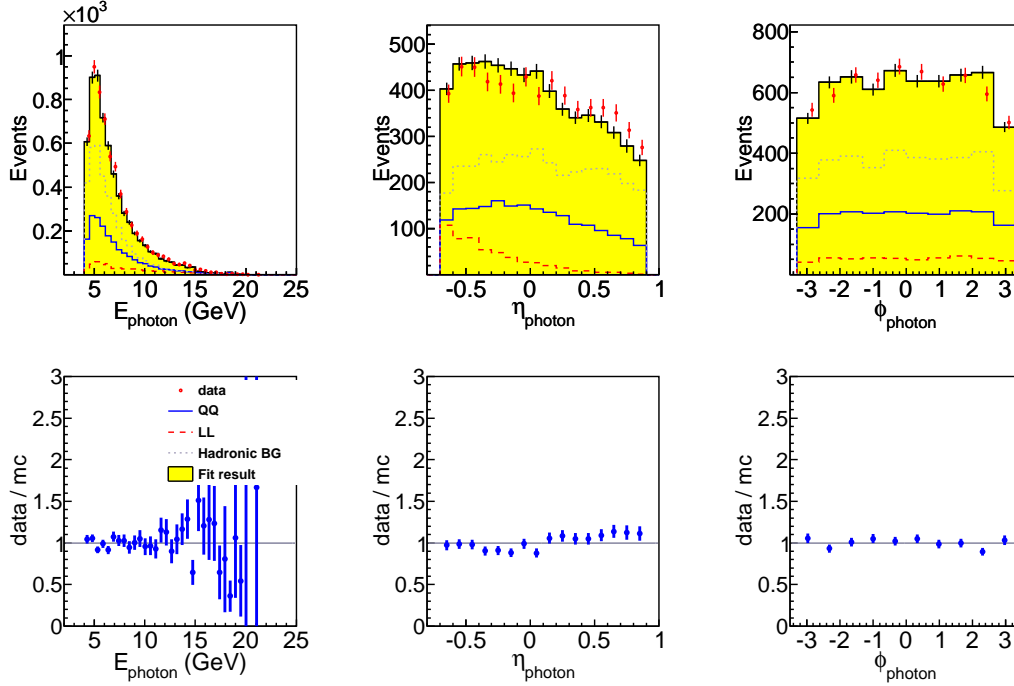 ×10³
Events
1
0.8
0.6
0.4
0.2
5 10 15 20 25
E_photon (GeV)
Events
500
400
300
200
100
-0.5 0 0.5 1
η_photon
Events
800
600
400
200
-3 -2 -1 0 1 2 3
ϕ_photon
data / mc
3
2.5
2
1.5
1
0.5
0
data
QQ
LL
Hadronic BG
Fit result
5 10 15 20 25
E_photon (GeV)
data / mc
3
2.5
2
1.5
1
0.5
0
-0.5 0 0.5 1
η_photon
data / mc
3
2.5
2
1.5
1
0.5
0
-3 -2 -1 0 1 2 3
ϕ_photon